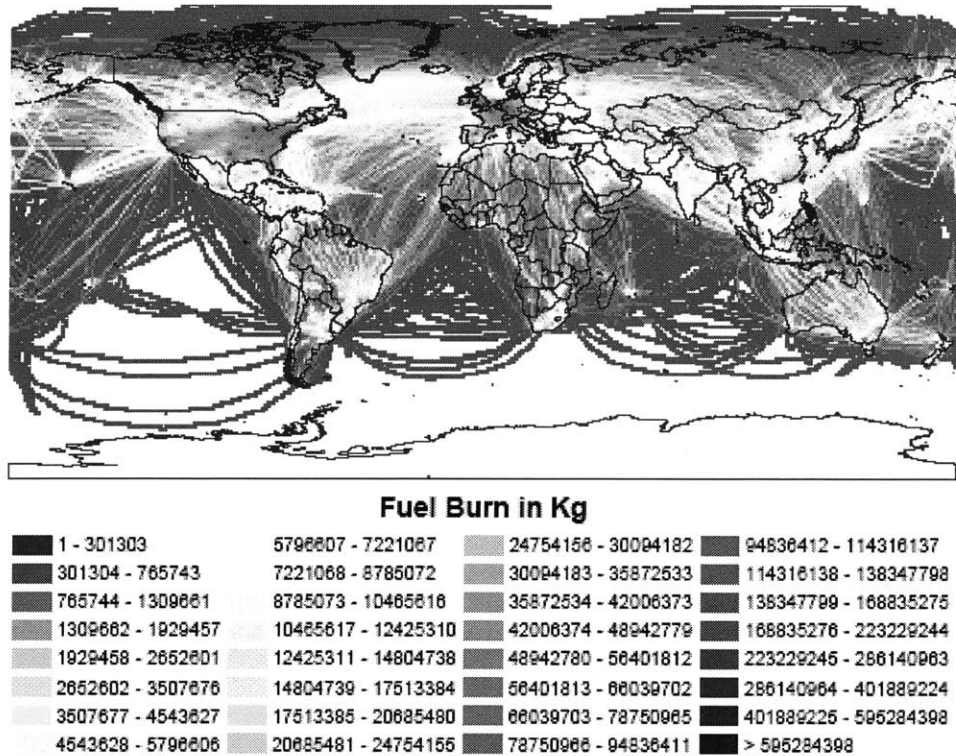 Fuel Burn in Kg
1 - 301303
301304 - 765743
765744 - 1309661
1309662 - 1929457
1929458 - 2652601
2652602 - 3507676
3507677 - 4543627
4543628 - 5796606
5796607 - 7221067
7221068 - 8785072
8785073 - 10465616
10465617 - 12425310
12425311 - 14804738
14804739 - 17513384
17513385 - 20685480
20685481 - 24754155
24754156 - 30094182
30094183 - 35872533
35872534 - 42006373
42006374 - 48942779
48942780 - 56401812
56401813 - 66039702
66039703 - 78750965
78750966 - 94836411
94836412 - 114316137
114316138 - 138347798
138347799 - 168835275
168835276 - 223229244
223229245 - 286140963
286140964 - 401889224
401889225 - 595284398
> 595284398